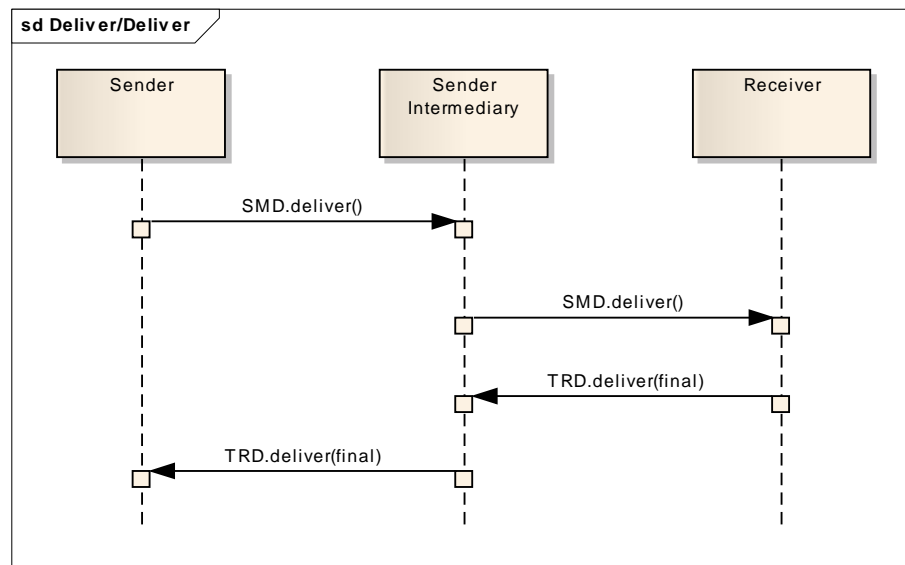 sd Deliver/Deliver
Sender
Sender
Intermediary
Receiver
SMD.deliver()
SMD.deliver()
TRD.deliver(final)
TRD.deliver(final)